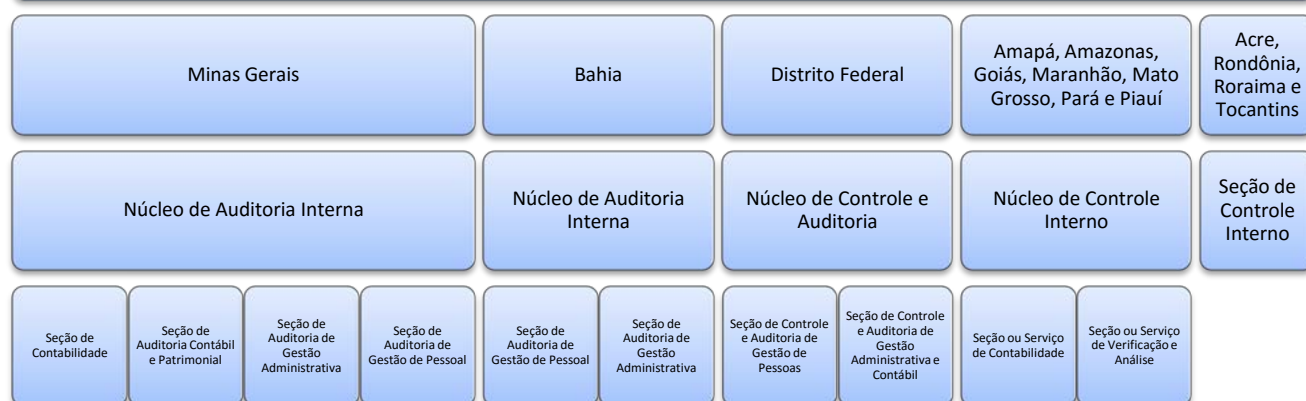 Minas Gerais
Bahia
Distrito Federal
Amapá, Amazonas,
Goiás, Maranhão, Mato
Grosso, Pará e Piauí
Acre,
Rondônia,
Roraima e
Tocantins
Núcleo de Auditoria Interna
Núcleo de Auditoria
Interna
Núcleo de Controle e
Auditoria
Núcleo de Controle
Interno
Seção de
Controle
Interno
Seção de
Contabilidade
Seção de
Auditoria Contábil
e Patrimonial
Seção de
Auditoria de
Gestão
Administrativa
Seção de
Auditoria de
Gestão de Pessoal
Seção de
Auditoria de
Gestão de Pessoal
Seção de
Auditoria de
Gestão
Administrativa
Seção de Controle
e Auditoria de
Gestão de
Pessoas
Seção de Controle
e Auditoria de
Gestão
Administrativa e
Contábil
Seção ou Serviço
de Contabilidade
Seção ou Serviço
de Verificação e
Análise